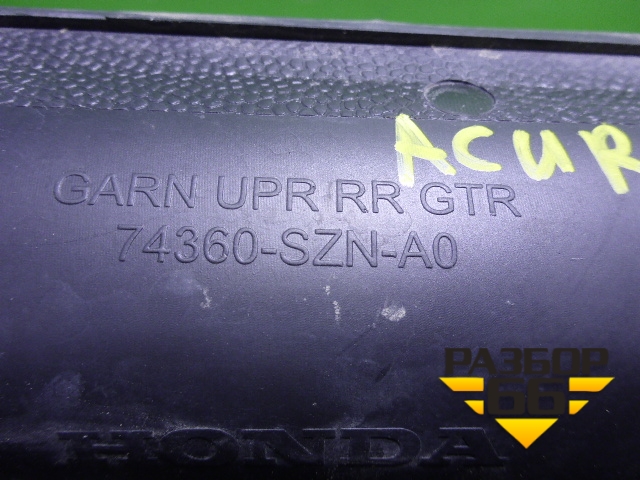 ACUR
GARN UPR RR GTR
74360-SZN-A0
РАЗБОР
66
HONDA